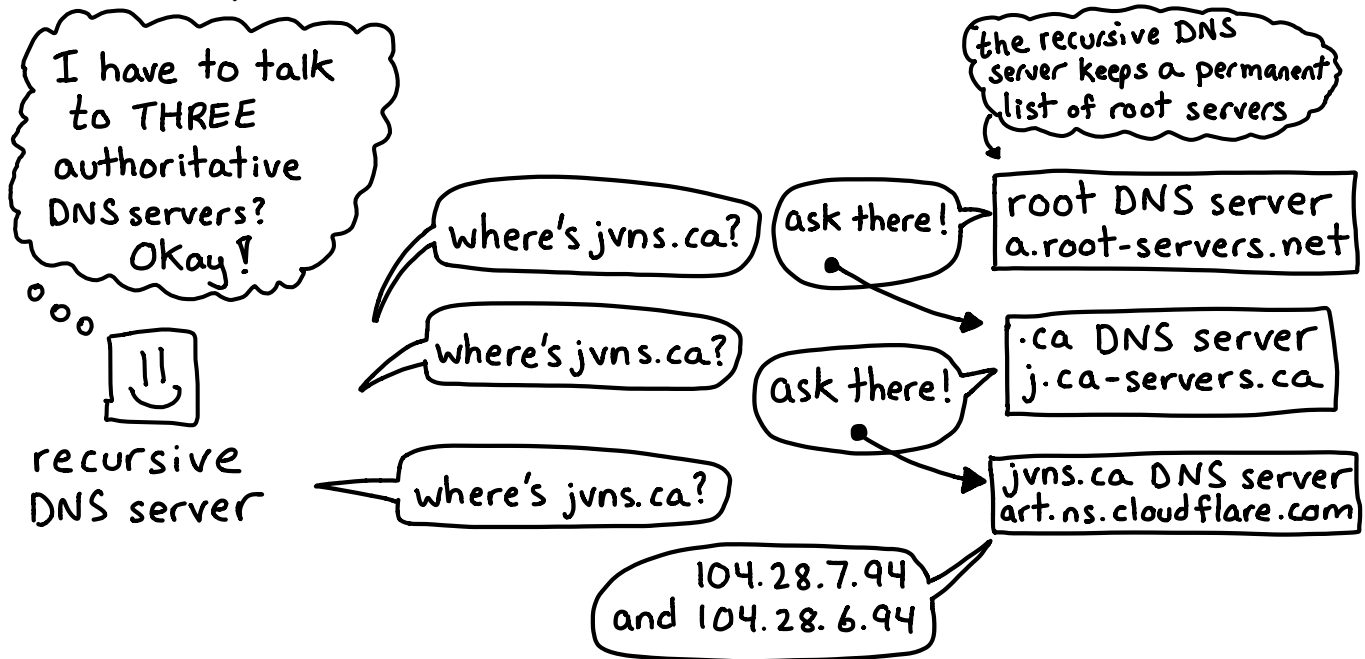 I have to talk
to THREE
authoritative
DNS servers?
Okay!
recursive
DNS server
where's jvns.ca?
where's jvns.ca?
where's jvns.ca?
the recursive DNS
server keeps a permanent
list of root servers
ask there!
root DNS server
a.root-servers.net
ask there!
.ca DNS server
j.ca-servers.ca
jvns.ca DNS server
art.ns.cloudflare.com
104.28.7.94
and 104.28.6.94